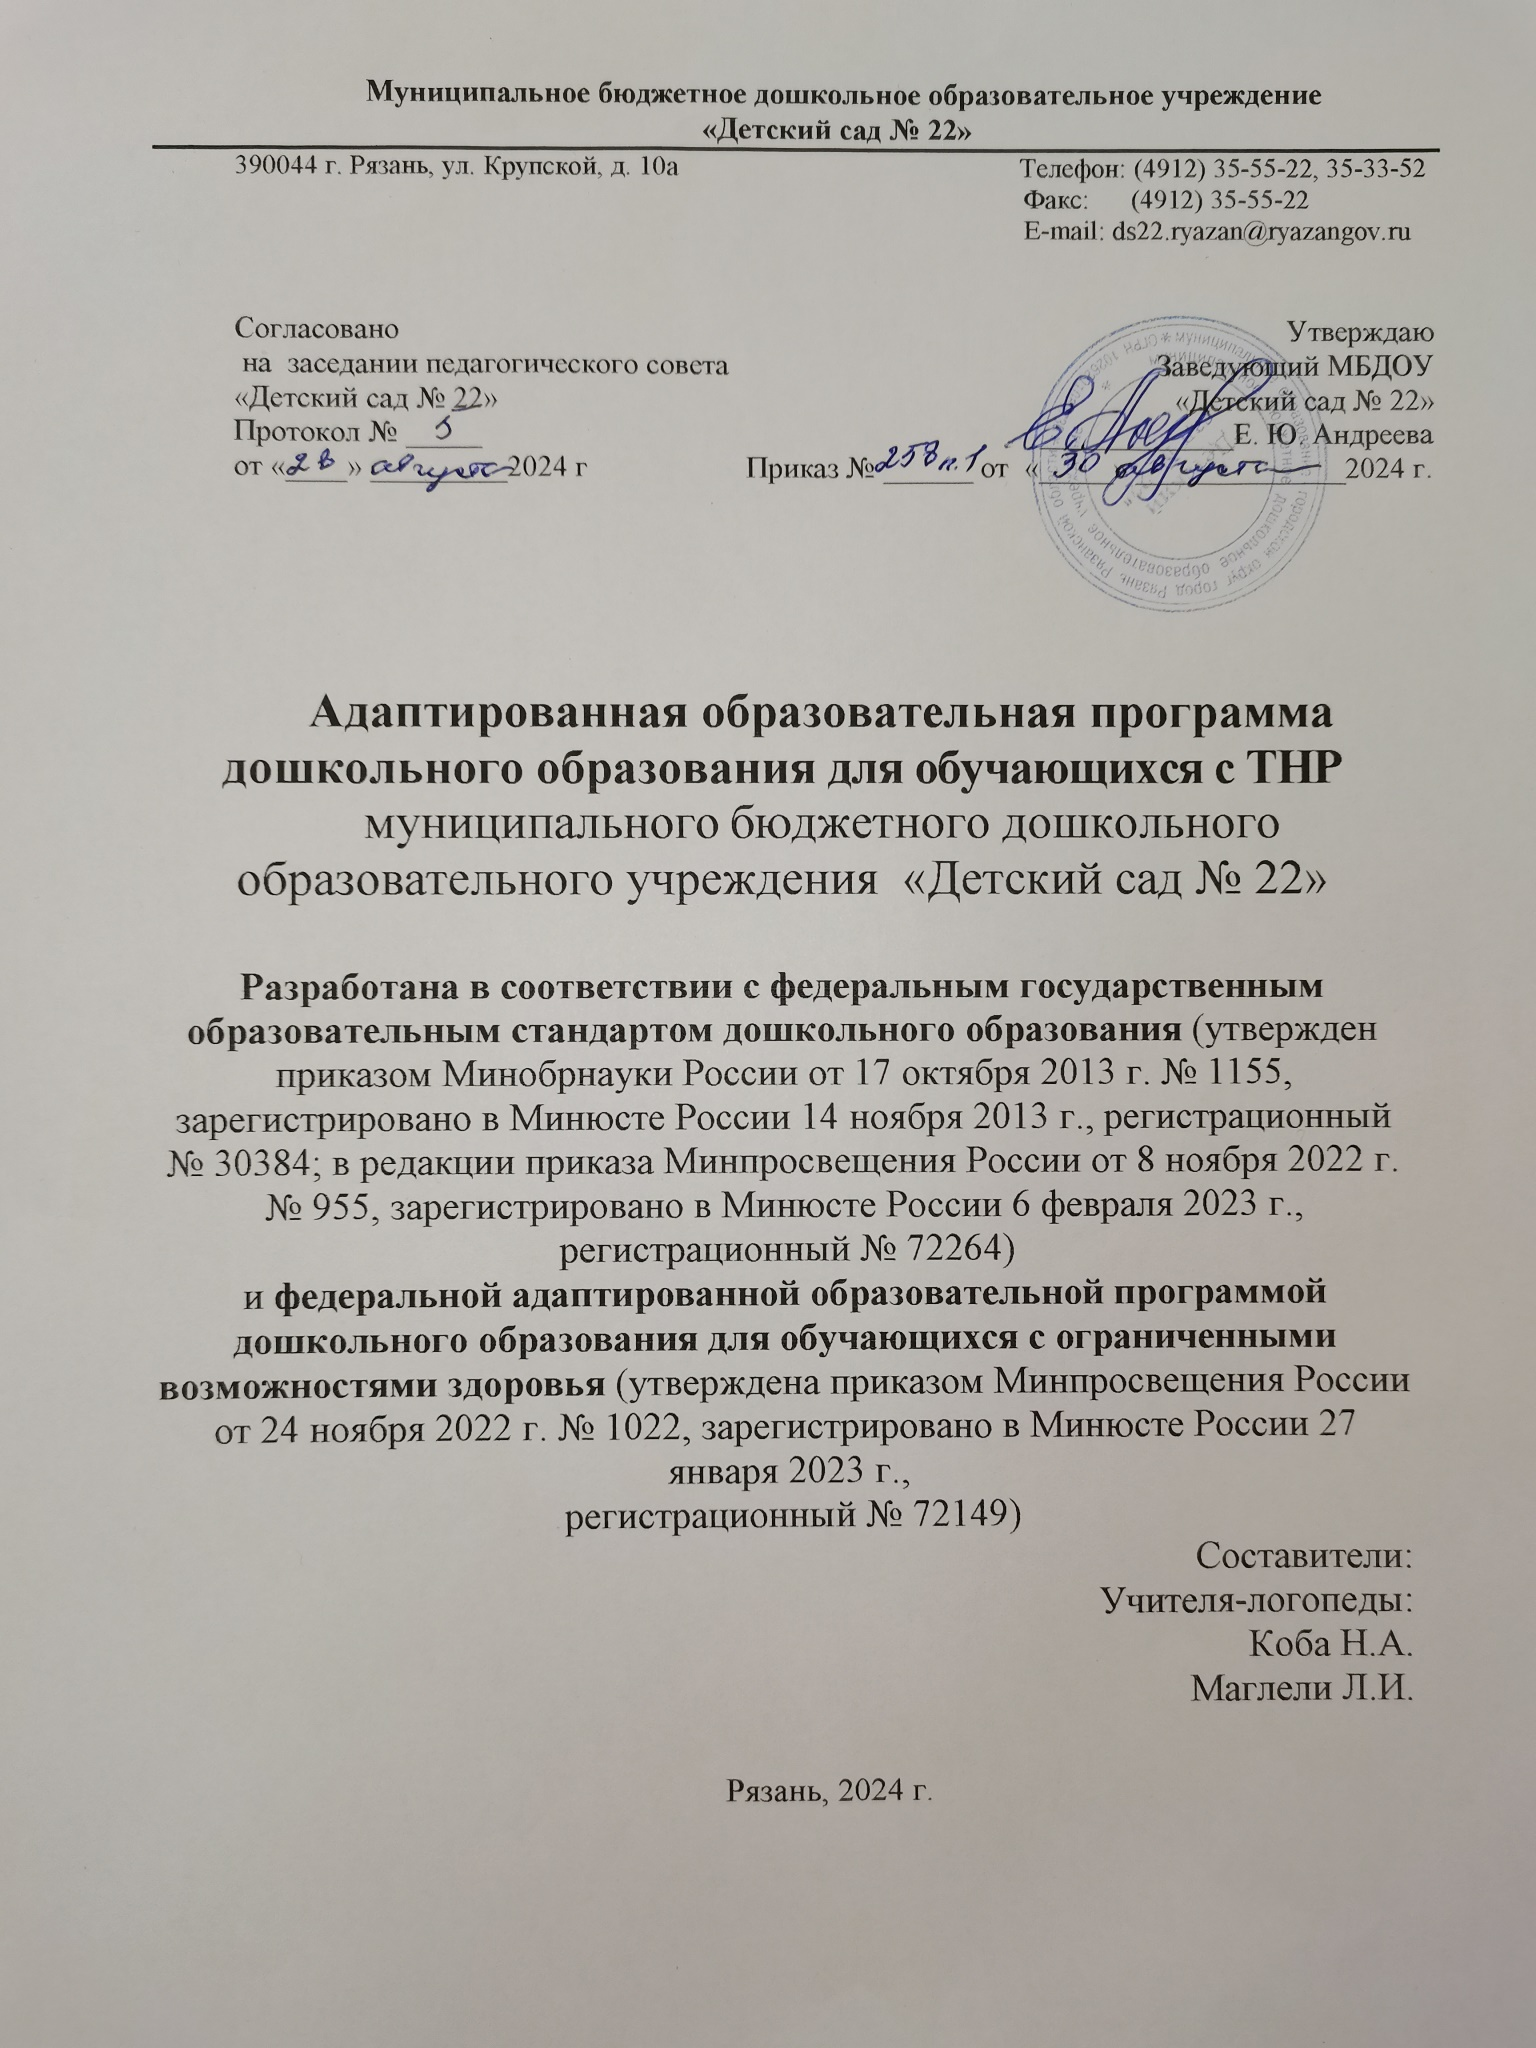 Муниципальное бюджетное дошкольное образовательное учреждение
«Детский сад № 22»
390044 г. Рязань, ул. Крупской, д. 10а
Телефон: (4912) 35-55-22, 35-33-52
Факс: (4912) 35-55-22
E-mail: ds22.ryazan@ryazangov.ru
Согласовано
на заседании педагогического совета
«Детский сад № 22»
Протокол № 5
от «28» августа 2024 г
Утверждаю
Заведующий МБДОУ
«Детский сад № 22»
Е. Ю. Андреева
Приказ № 258 п.1 от «30 августа 2024 г.
Адаптированная образовательная программа
дошкольного образования для обучающихся с ТНР
муниципального бюджетного дошкольного
образовательного учреждения «Детский сад № 22»
Разработана в соответствии с федеральным государственным
образовательным стандартом дошкольного образования (утвержден
приказом Минобрнауки России от 17 октября 2013 г. № 1155,
зарегистрировано в Минюсте России 14 ноября 2013 г., регистрационный
№ 30384; в редакции приказа Минпросвещения России от 8 ноября 2022 г.
№ 955, зарегистрировано в Минюсте России 6 февраля 2023 г.,
регистрационный № 72264)
и федеральной адаптированной образовательной программой
дошкольного образования для обучающихся с ограниченными
возможностями здоровья (утверждена приказом Минпросвещения России
от 24 ноября 2022 г. № 1022, зарегистрировано в Минюсте России 27
января 2023 г.,
регистрационный № 72149)
Составители:
Учителя-логопеды:
Коба Н.А.
Маглели Л.И.
Рязань, 2024 г.